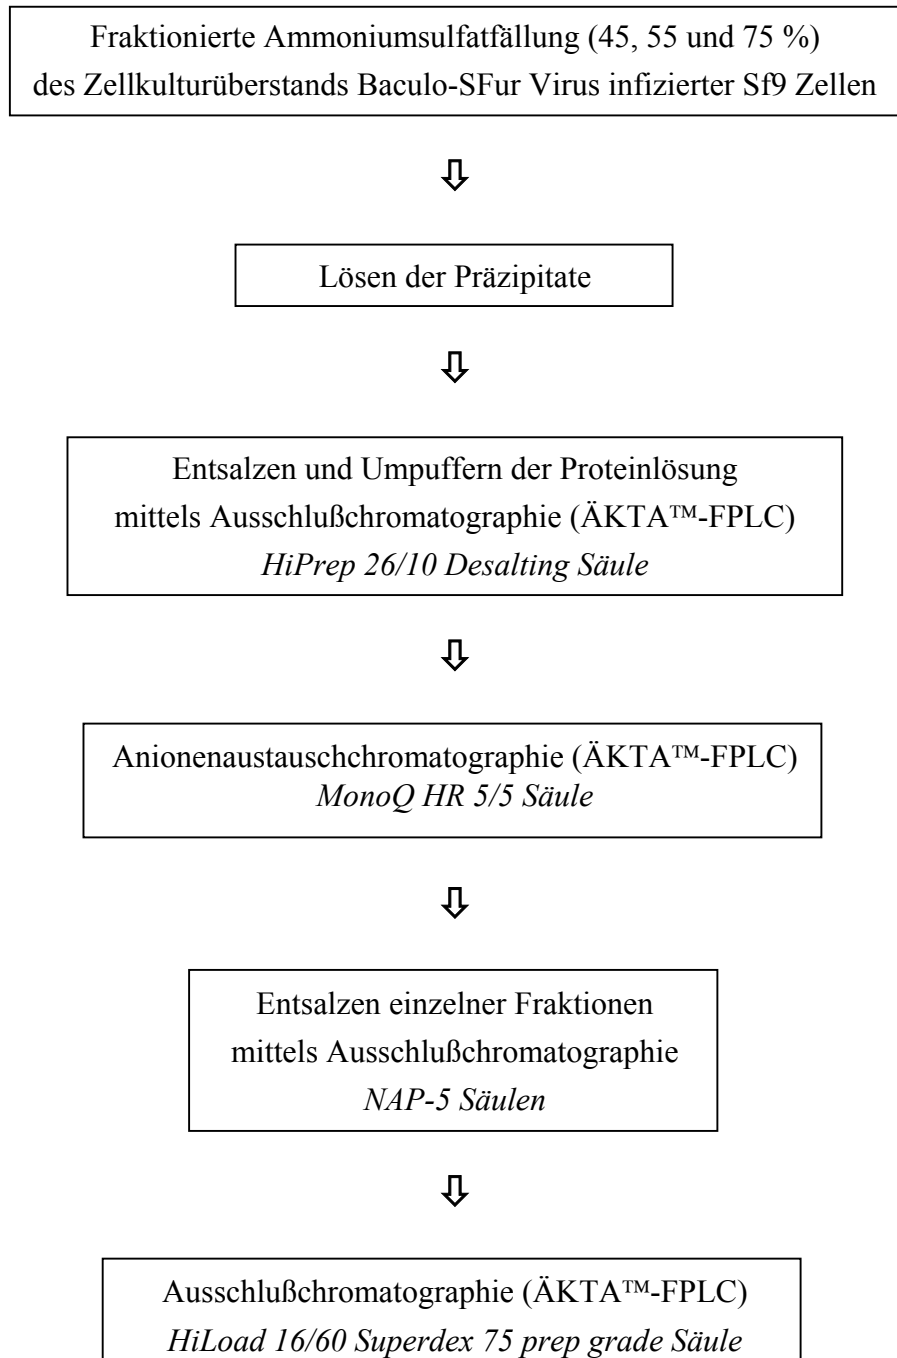 Fraktionierte Ammoniumsulfatfällung (45, 55 und 75 %)
des Zellkulturüberstands Baculo-SFur Virus infizierter Sf9 Zellen
Lösen der Präzipitate
Entsalzen und Umpuffern der Proteinlösung
mittels Ausschlußchromatographie (ÄKTA™-FPLC)
HiPrep 26/10 Desalting Säule
Anionenaustauschchromatographie (ÄKTA™-FPLC)
MonoQ HR 5/5 Säule
Entsalzen einzelner Fraktionen
mittels Ausschlußchromatographie
NAP-5 Säulen
Ausschlußchromatographie (ÄKTA™-FPLC)
HiLoad 16/60 Superdex 75 prep grade Säule